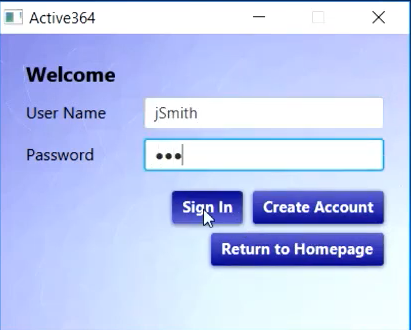 Active364
Welcome
User Name jSmith
Password •••
Sign In Create Account
Return to Homepage